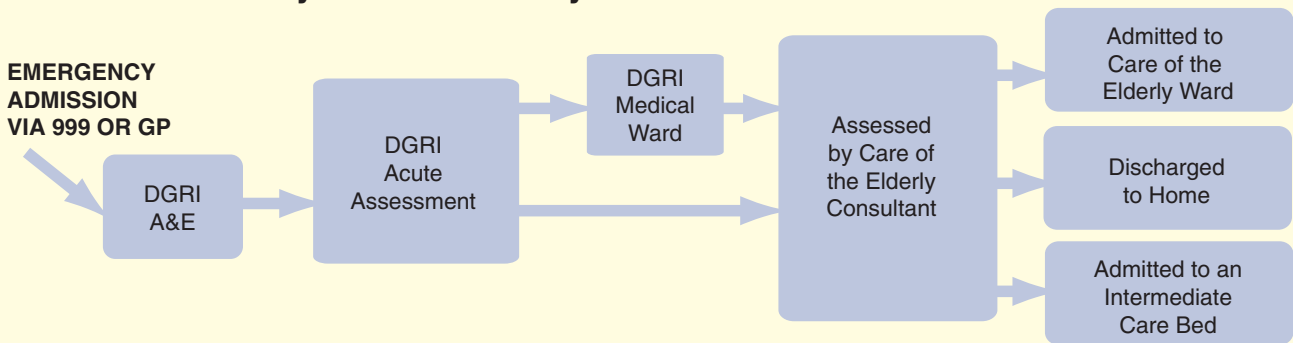 EMERGENCY
ADMISSION
VIA 999 OR GP
DGRI
A&E
DGRI
Acute
Assessment
DGRI
Medical
Ward
Assessed
by Care of
the Elderly
Consultant
Admitted to
Care of the
Elderly Ward
Discharged
to Home
Admitted to an
Intermediate
Care Bed